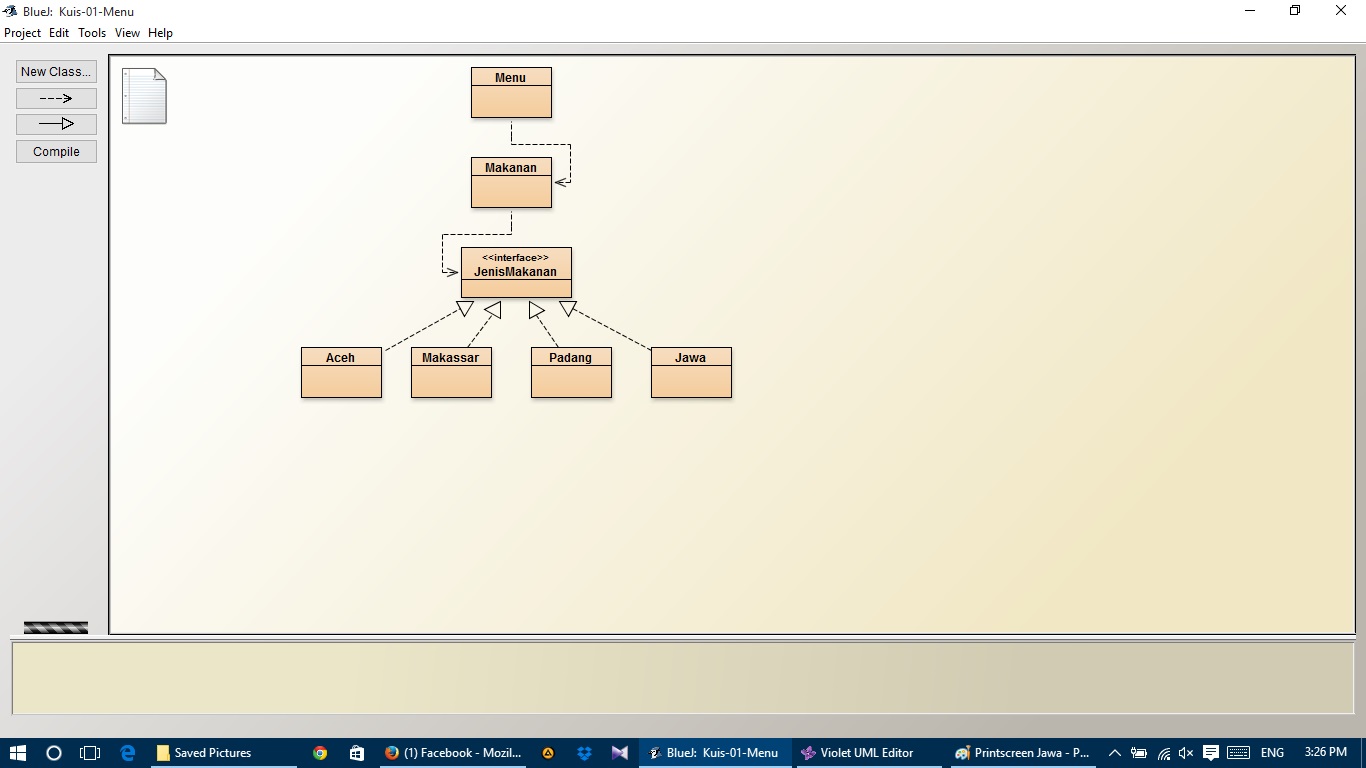 BlueJ: Kuis-01-Menu
Project Edit Tools View Help
New Class...
Compile
Menu
Makanan
<<interface>>
JenisMakanan
Aceh
Makassar
Padang
Jawa
Saved Pictures
(1) Facebook - Mozil...
BlueJ: Kuis-01-Menu
Violet UML Editor
Printscreen Jawa - P...
ENG
3:26 PM